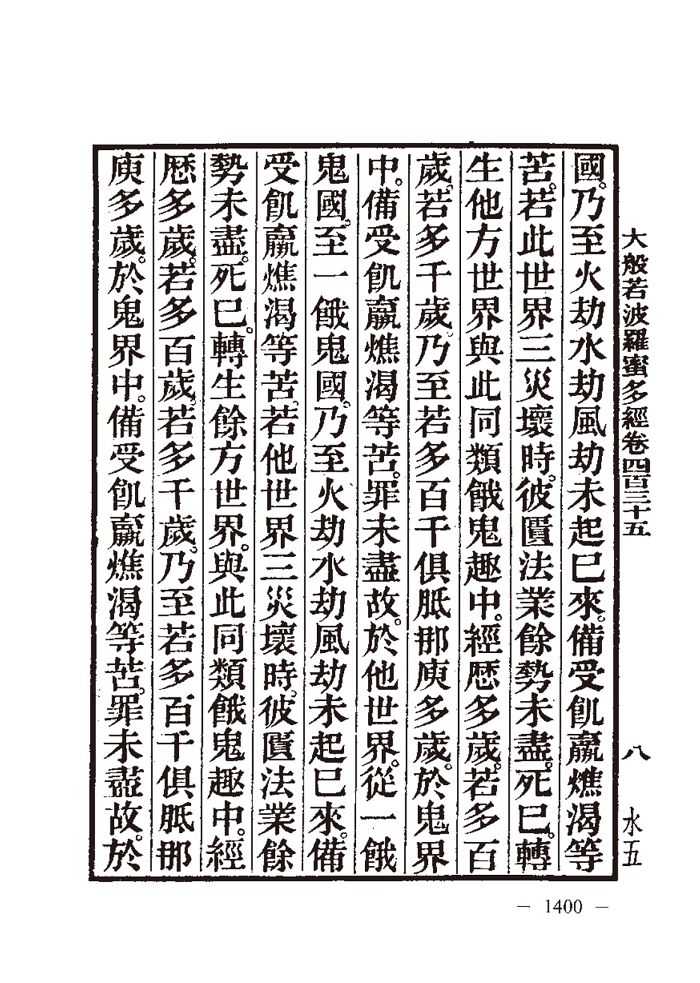 大般若波羅蜜多經卷四百三十五 八 水五
國。乃至火劫水劫風劫未起已來。備受飢羸燋渴等
苦。若此世界三災壞時。彼匱法業餘勢未盡。死已。轉
生他方世界與此同類餓鬼趣中。經歷多歲。若多百
歲。若多千歲。乃至若多百千俱胝那庾多歲。於鬼界
中。備受飢羸燋渴等苦。罪未盡故。於他世界。從一餓
鬼國。至一餓鬼國。乃至火劫水劫風劫未起已來。備
受飢羸燋渴等苦。若他世界三災壞時。彼匱法業餘
勢未盡。死已。轉生餘方世界。與此同類餓鬼趣中。經
歷多歲。若多百歲。若多千歲。乃至若多百千俱胝那
庾多歲。於鬼界中。備受飢羸燋渴等苦。罪未盡故。於
— 1400 —